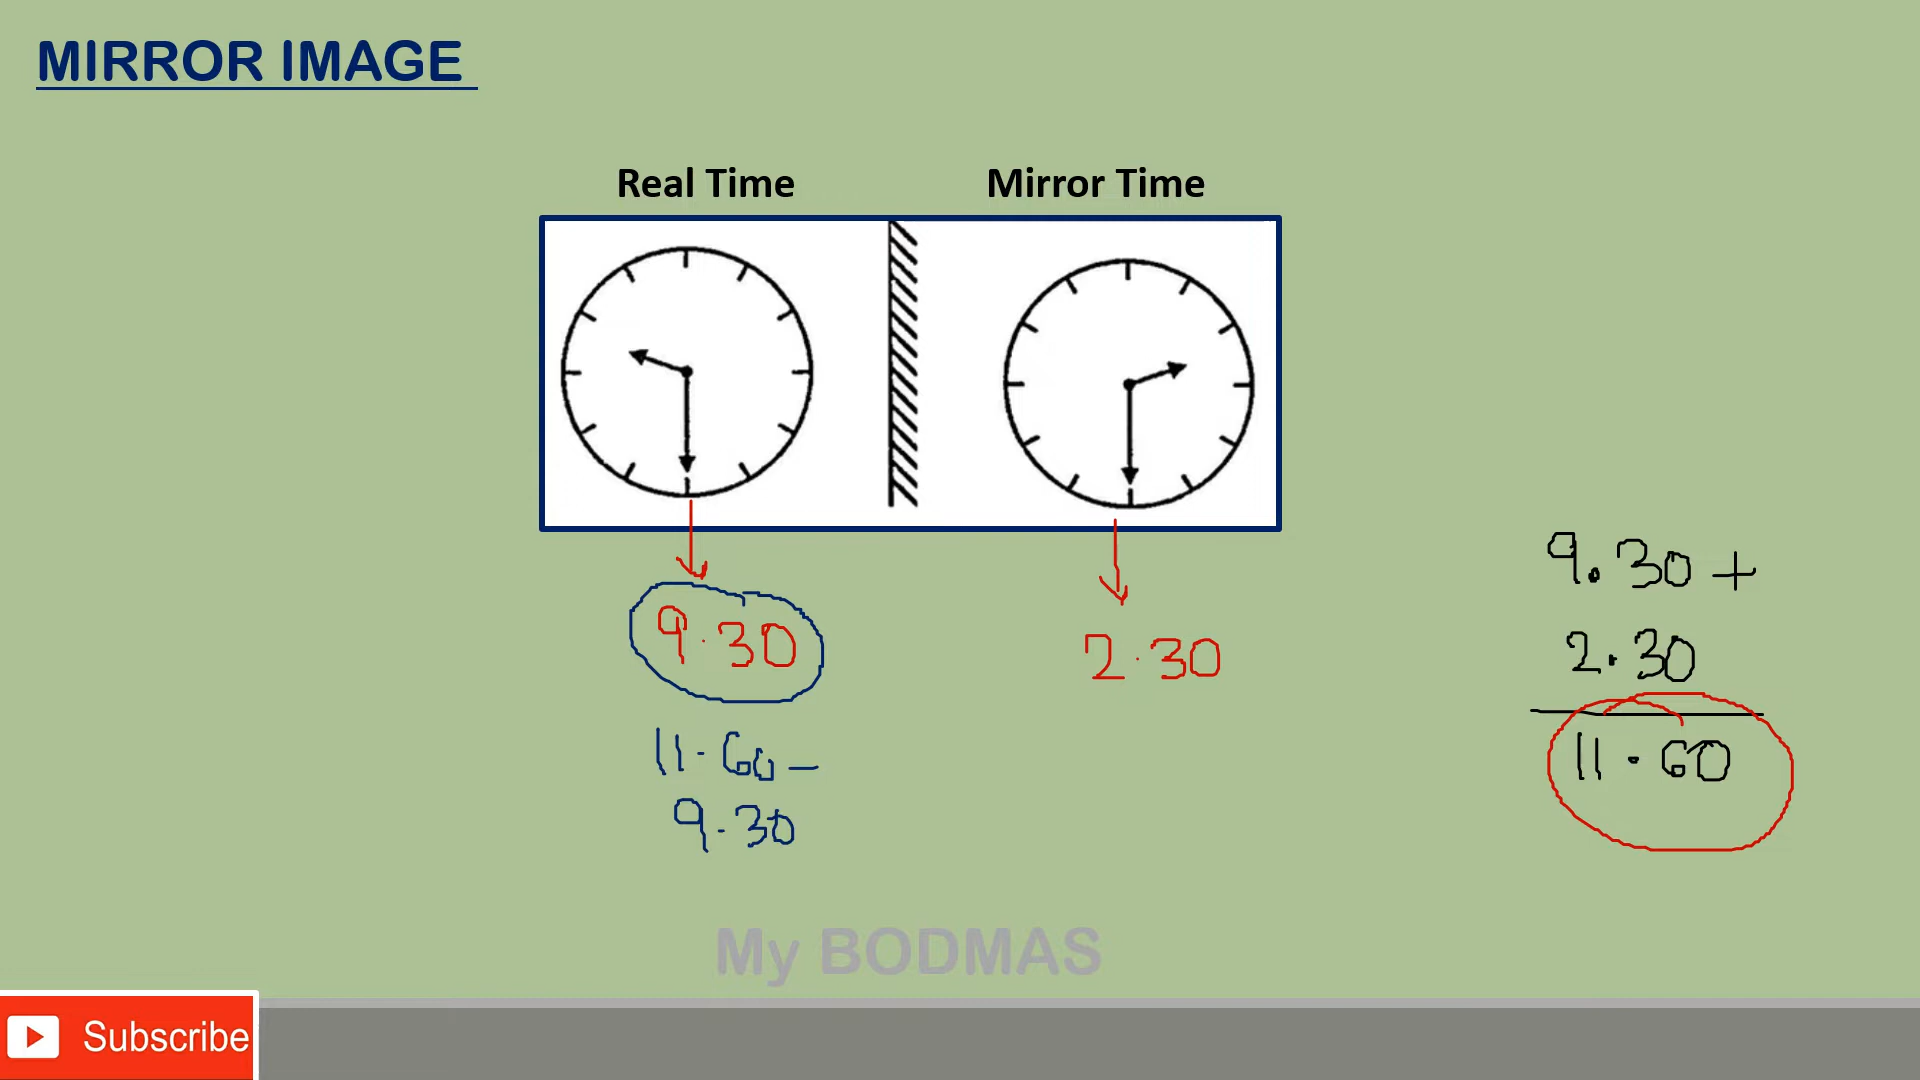 MIRROR IMAGE
Real Time
Mirror Time
9.30
2.30
11.60 -
9.30
9.30 +
2.30
11.60
My BODMAS
Subscribe